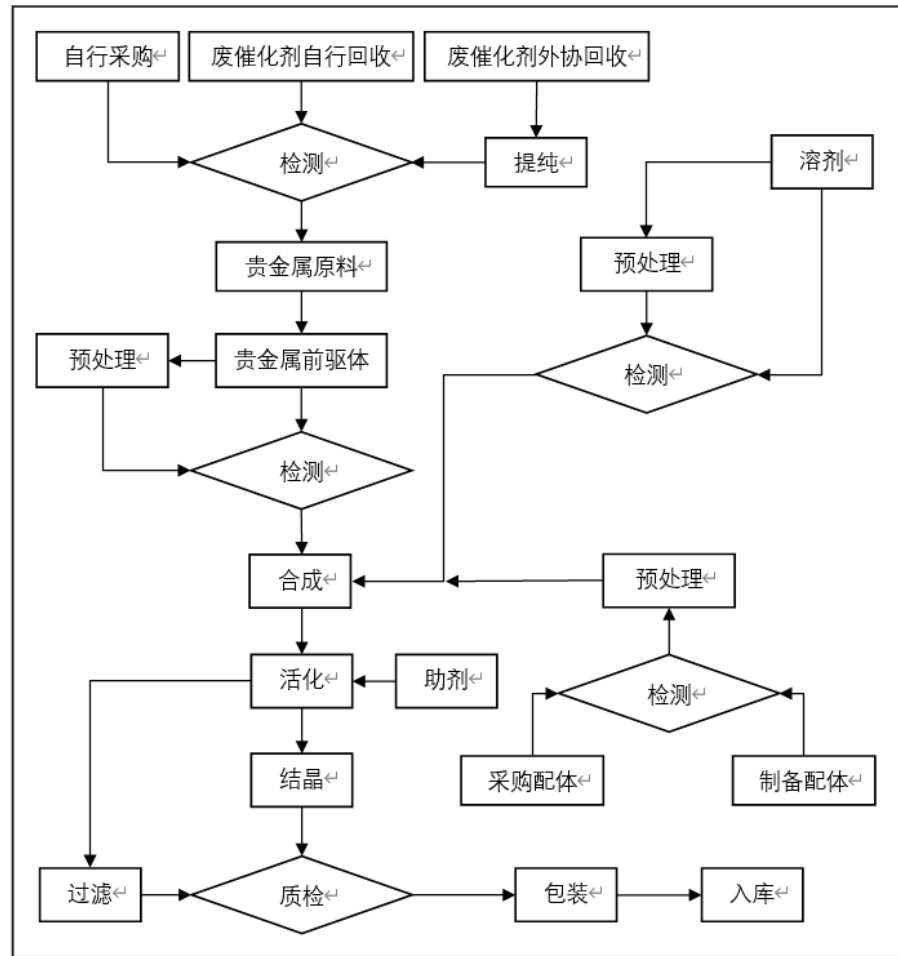 自行采购
废催化剂自行回收
废催化剂外协回收
检测
提纯
溶剂
贵金属原料
预处理
预处理
贵金属前驱体
检测
检测
合成
预处理
活化
助剂
检测
结晶
采购配体
制备配体
过滤
质检
包装
入库